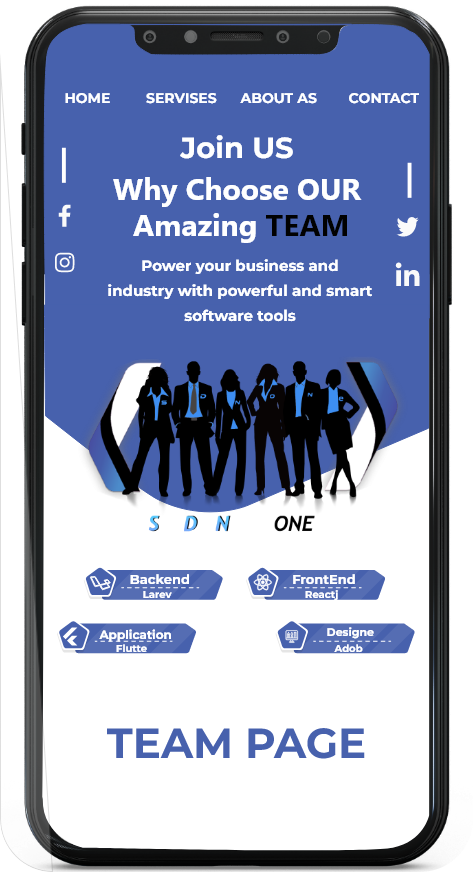 HOME SERVISES ABOUT AS CONTACT
Join US
Why Choose OUR
Amazing TEAM
Power your business and
industry with powerful and smart
software tools
S D N ONE
Backend
Larev
FrontEnd
Reactj
Application
Flutte
Designe
Adob
TEAM PAGE